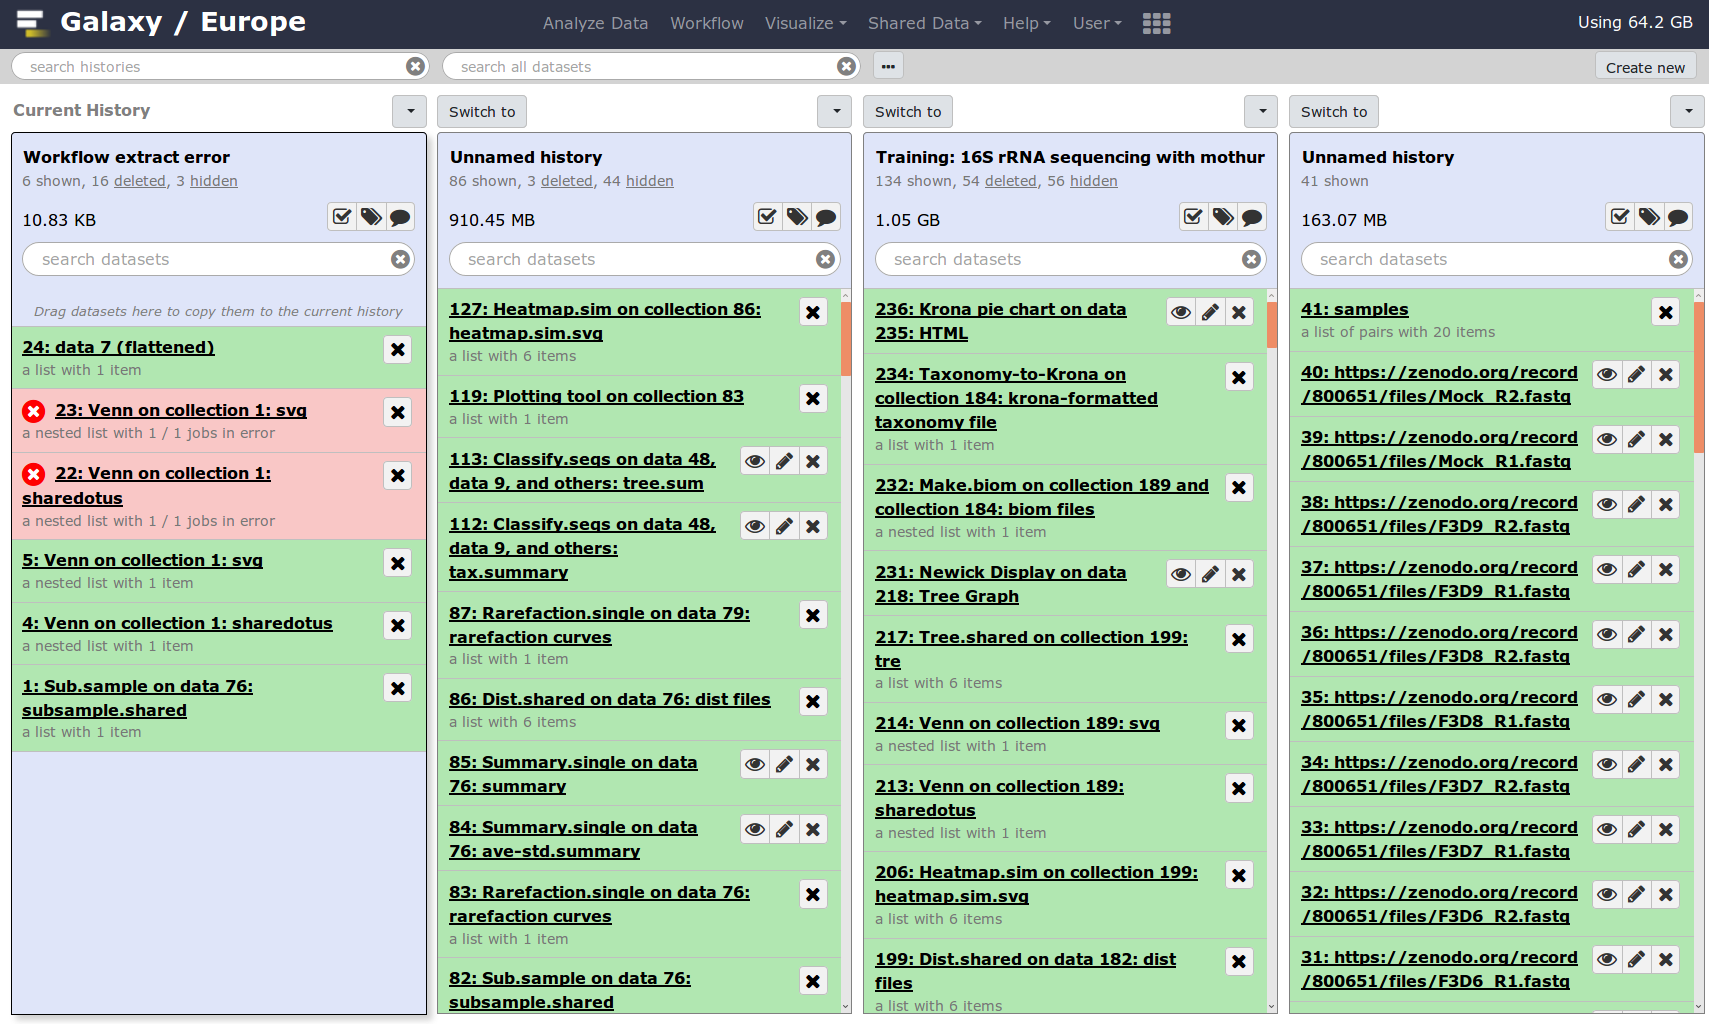 Galaxy / Europe
Analyze Data
Workflow
Visualize
Shared Data
Help
User
Using 64.2 GB
search histories
search all datasets
...
Create new
Current History
Workflow extract error
6 shown, 16 deleted, 3 hidden
10.83 KB
search datasets
Drag datasets here to copy them to the current history
24: data 7 (flattened)
a list with 1 item
23: Venn on collection 1: svg
a nested list with 1 / 1 jobs in error
22: Venn on collection 1:
sharedotus
a nested list with 1 / 1 jobs in error
5: Venn on collection 1: svg
a nested list with 1 item
4: Venn on collection 1: sharedotus
a nested list with 1 item
1: Sub.sample on data 76:
subsample.shared
a list with 1 item
Switch to
Unnamed history
86 shown, 3 deleted, 44 hidden
910.45 MB
search datasets
127: Heatmap.sim on collection 86:
heatmap.sim.svg
a list with 6 items
119: Plotting tool on collection 83
a list with 1 item
113: Classify.seqs on data 48,
data 9, and others: tree.sum
112: Classify.seqs on data 48,
data 9, and others:
tax.summary
87: Rarefaction.single on data 79:
rarefaction curves
a list with 1 item
86: Dist.shared on data 76: dist files
a list with 6 items
85: Summary.single on data
76: summary
84: Summary.single on data
76: ave-std.summary
83: Rarefaction.single on data 76:
rarefaction curves
a list with 1 item
82: Sub.sample on data 76:
subsample.shared
Switch to
Training: 16S rRNA sequencing with mothur
134 shown, 54 deleted, 56 hidden
1.05 GB
search datasets
236: Krona pie chart on data
235: HTML
234: Taxonomy-to-Krona on
collection 184: krona-formatted
taxonomy file
a list with 1 item
232: Make.biom on collection 189 and
collection 184: biom files
a nested list with 1 item
231: Newick Display on data
218: Tree Graph
217: Tree.shared on collection 199:
tre
a list with 6 items
214: Venn on collection 189: svg
a nested list with 1 item
213: Venn on collection 189:
sharedotus
a nested list with 1 item
206: Heatmap.sim on collection 199:
heatmap.sim.svg
a list with 6 items
199: Dist.shared on data 182: dist
files
a list with 6 items
Switch to
Unnamed history
41 shown
163.07 MB
search datasets
41: samples
a list of pairs with 20 items
40: https://zenodo.org/record
/800651/files/Mock_R2.fastq
39: https://zenodo.org/record
/800651/files/Mock_R1.fastq
38: https://zenodo.org/record
/800651/files/F3D9_R2.fastq
37: https://zenodo.org/record
/800651/files/F3D9_R1.fastq
36: https://zenodo.org/record
/800651/files/F3D8_R2.fastq
35: https://zenodo.org/record
/800651/files/F3D8_R1.fastq
34: https://zenodo.org/record
/800651/files/F3D7_R2.fastq
33: https://zenodo.org/record
/800651/files/F3D7_R1.fastq
32: https://zenodo.org/record
/800651/files/F3D6_R2.fastq
31: https://zenodo.org/record
/800651/files/F3D6_R1.fastq